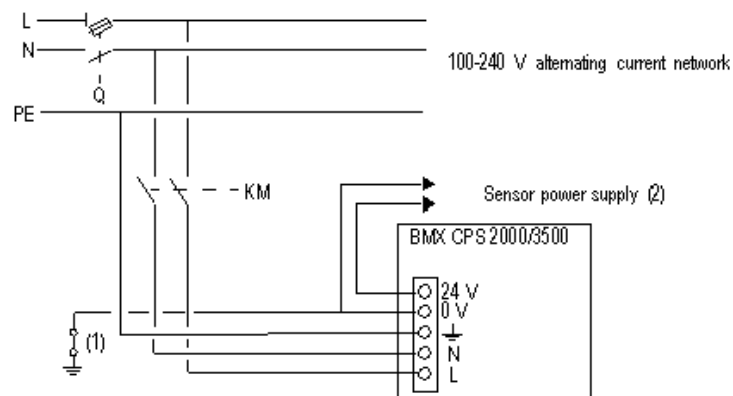 L
N
100-240 V alternating current network
Q
PE
KM
Sensor power supply (2)
BMX CPS 2000/3500
24 V
0 V
(1)
N
L